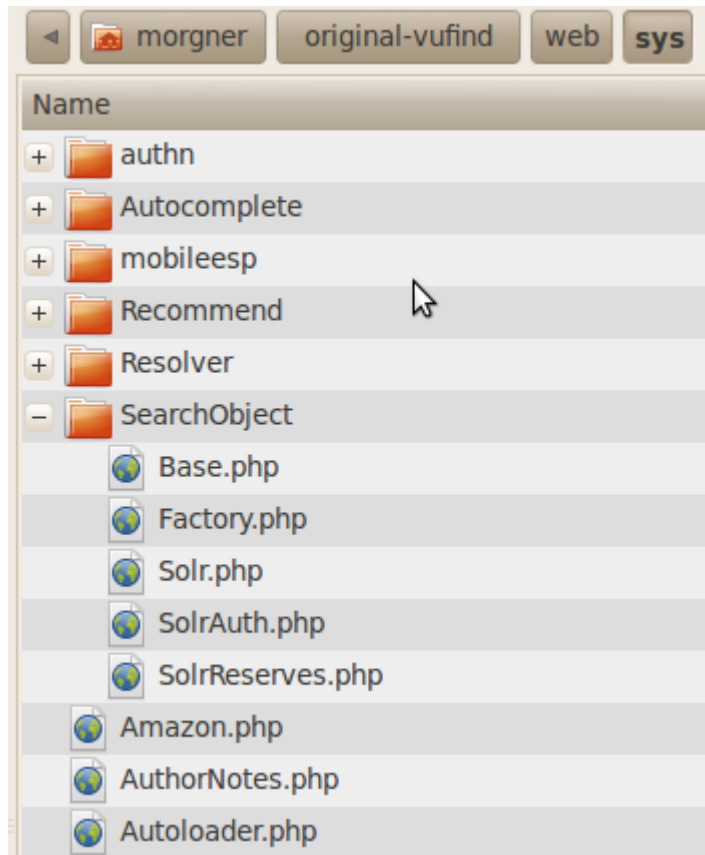 morgner original-vufind web sys
Name
authn
Autocomplete
mobileesp
Recommend
Resolver
SearchObject
Base.php
Factory.php
Solr.php
SolrAuth.php
SolrReserves.php
Amazon.php
AuthorNotes.php
Autoloader.php